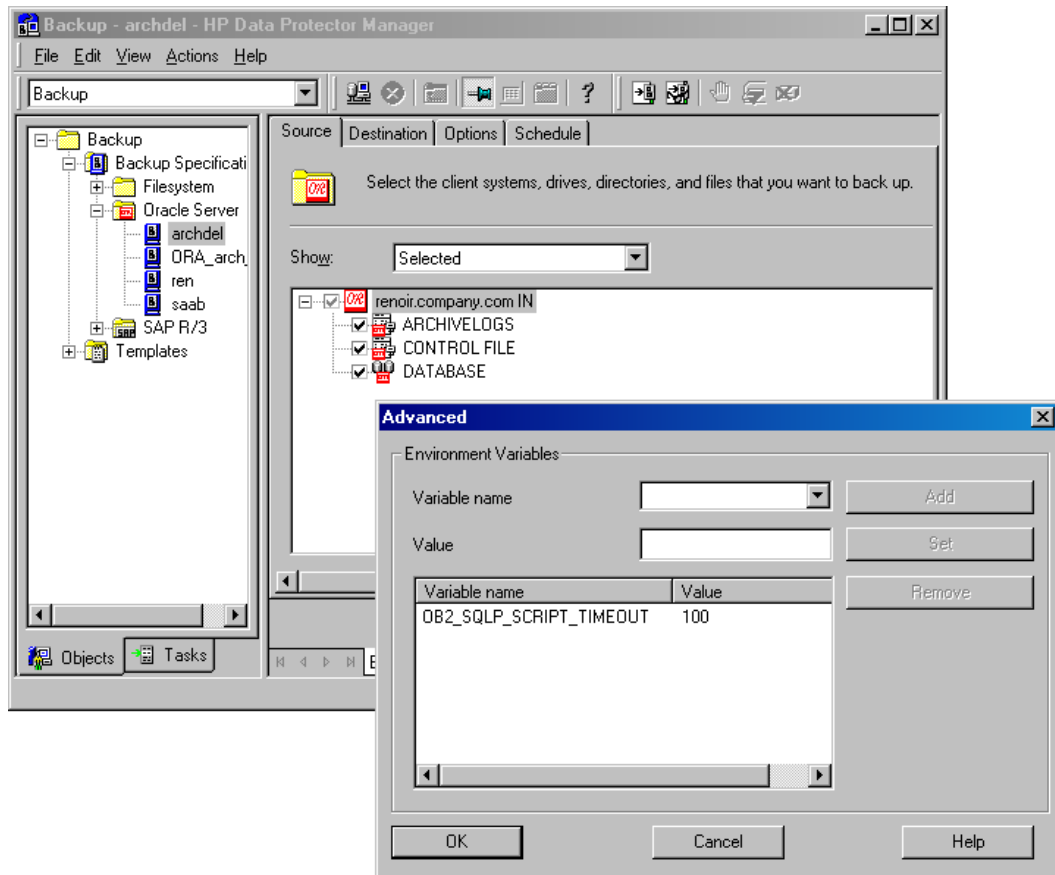 Backup - archdel - HP Data Protector Manager
File Edit View Actions Help
Backup
Backup
Backup Specificati
Filesystem
Oracle Server
archdel
ORA_arch_
ren
saab
SAP R/3
Templates
Objects
Tasks
Source Destination Options Schedule
Select the client systems, drives, directories, and files that you want to back up.
Show: Selected
renoir.company.com IN
ARCHIVELOGS
CONTROL FILE
DATABASE
Advanced
Environment Variables
Variable name Add
Value Set
Variable name Value Remove
OB2_SQLP_SCRIPT_TIMEOUT 100
OK Cancel Help